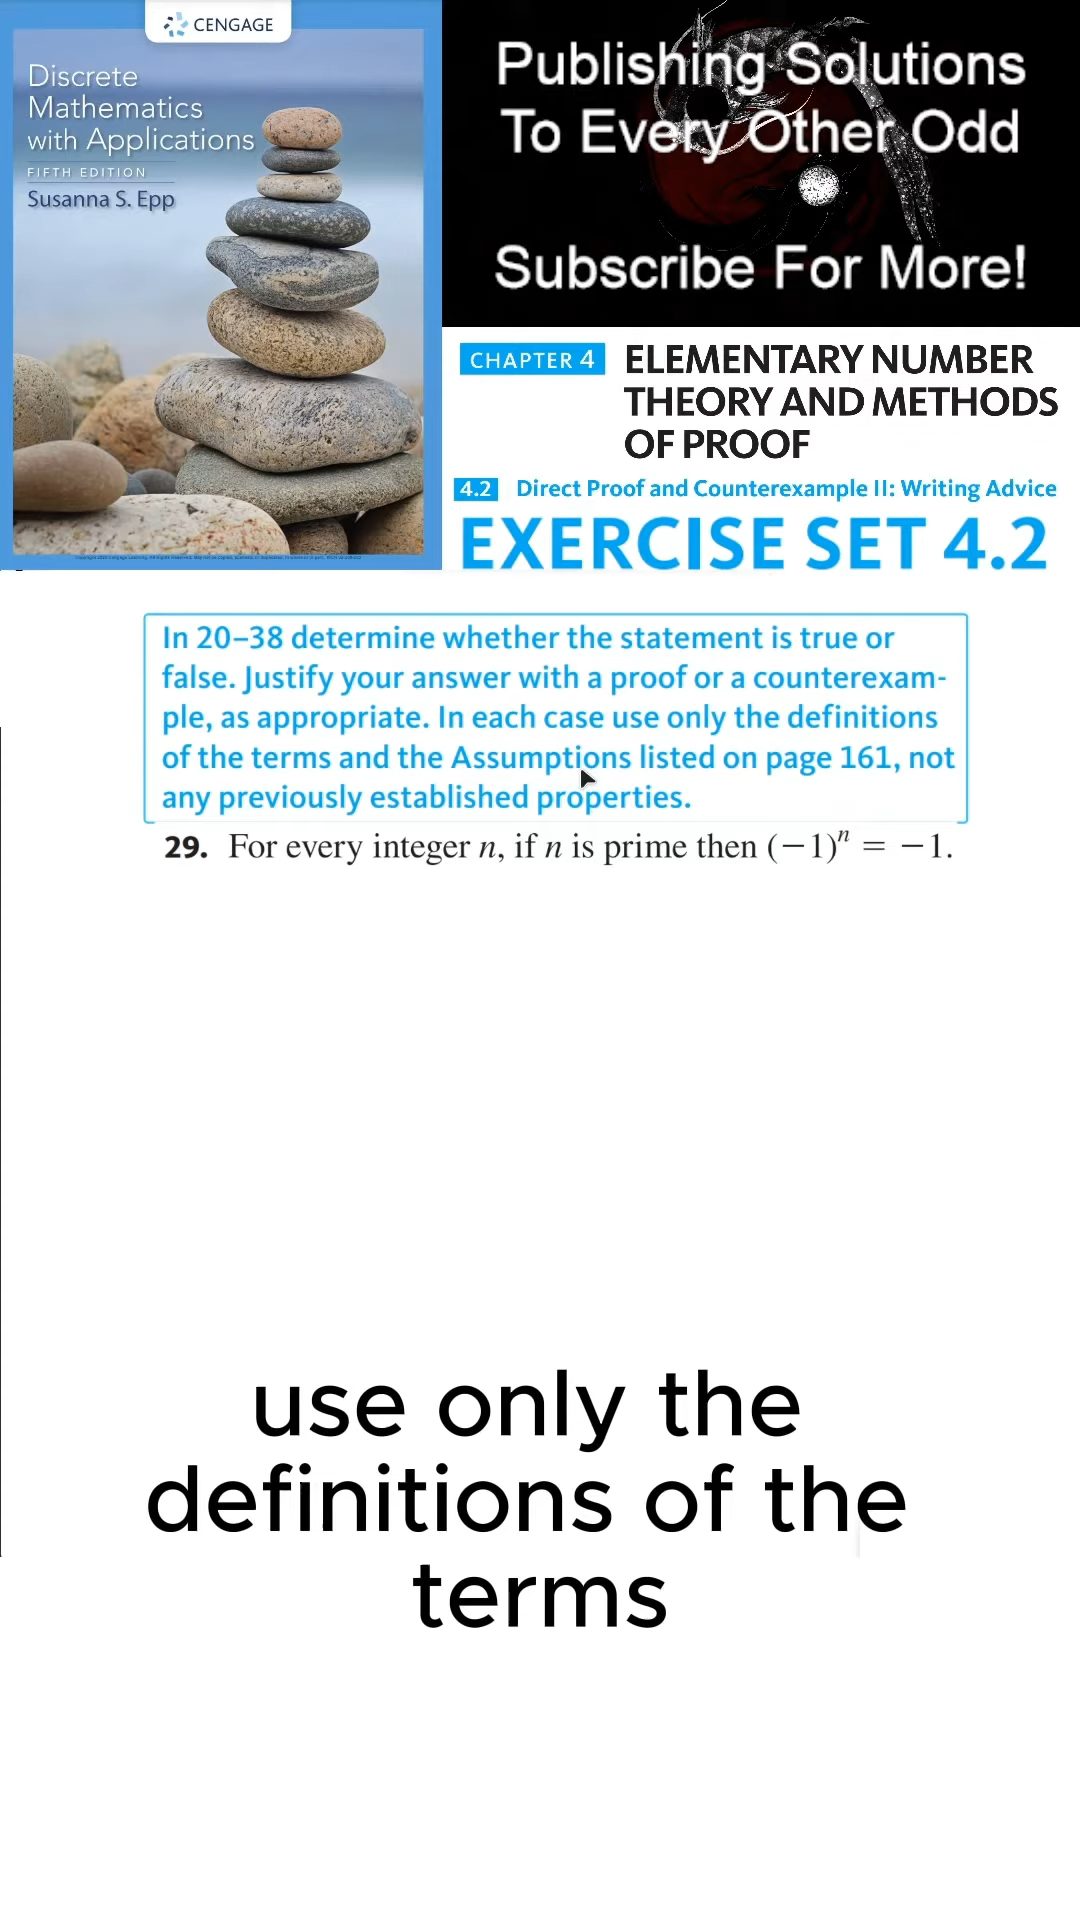 CENGAGE
Discrete
Mathematics
with Applications
FIFTH EDITION
Susanna S. Epp
Publishing Solutions
To Every Other Odd
Subscribe For More!
CHAPTER 4
ELEMENTARY NUMBER
THEORY AND METHODS
OF PROOF
4.2 Direct Proof and Counterexample II: Writing Advice
EXERCISE SET 4.2
In 20–38 determine whether the statement is true or
false. Justify your answer with a proof or a counterexam-
ple, as appropriate. In each case use only the definitions
of the terms and the Assumptions listed on page 161, not
any previously established properties.
29. For every integer n, if n is prime then (−1)ⁿ = −1.
use only the
definitions of the
terms